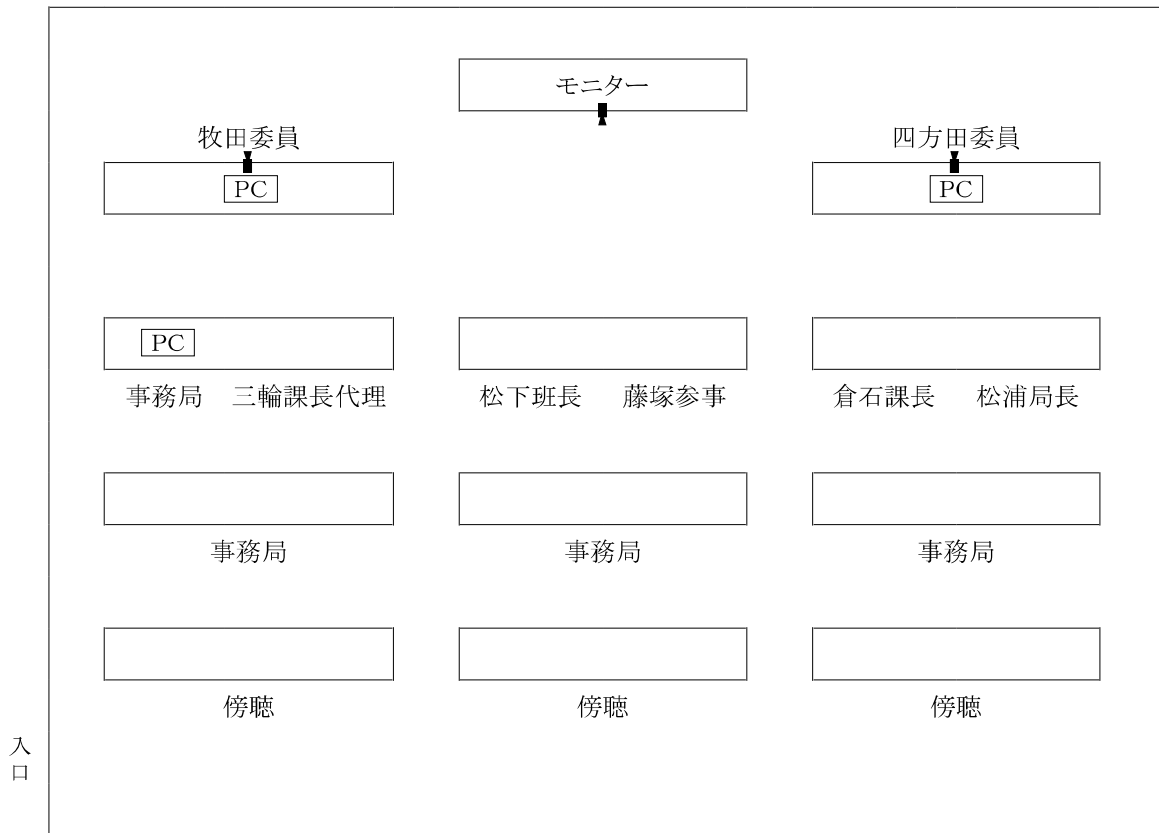 モニター
牧田委員 四方田委員
PC PC
PC
事務局 三輪課長代理 松下班長 藤塚参事 倉石課長 松浦局長
事務局 事務局 事務局
傍聴 傍聴 傍聴
入口